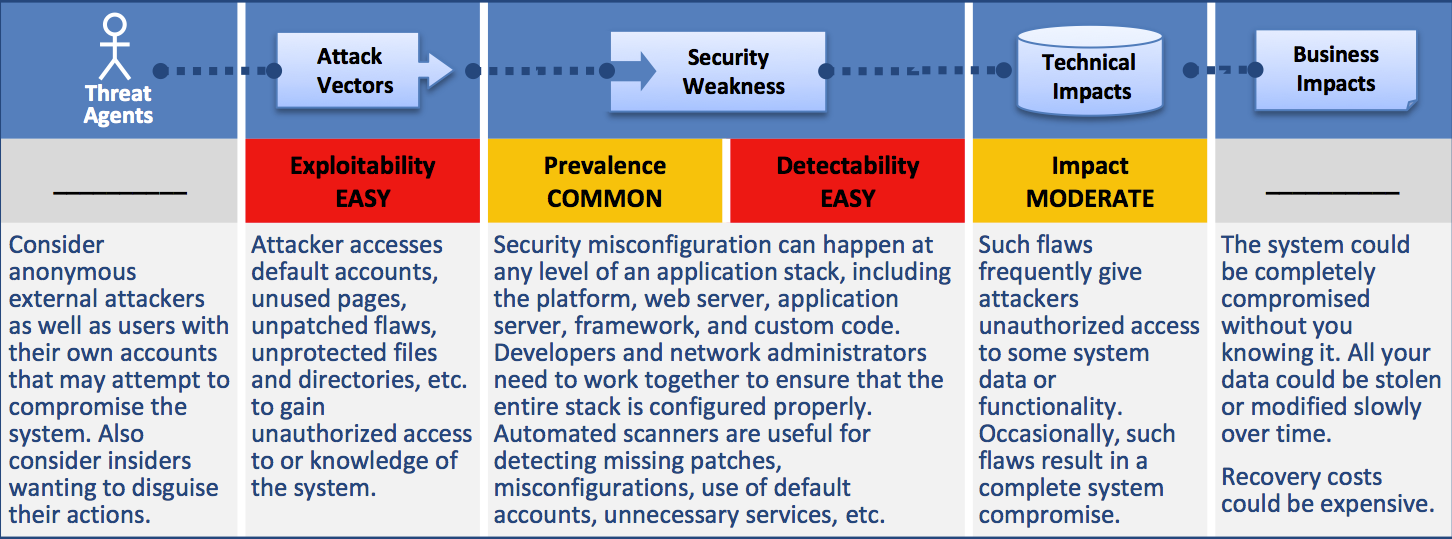 Threat
Agents
Attack
Vectors
Security
Weakness
Technical
Impacts
Business
Impacts
__________
Exploitability
EASY
Prevalence
COMMON
Detectability
EASY
Impact
MODERATE
__________
Consider
anonymous
external attackers
as well as users with
their own accounts
that may attempt to
compromise the
system. Also
consider insiders
wanting to disguise
their actions.
Attacker accesses
default accounts,
unused pages,
unpatched flaws,
unprotected files
and directories, etc.
to gain
unauthorized access
to or knowledge of
the system.
Security misconfiguration can happen at
any level of an application stack, including
the platform, web server, application
server, framework, and custom code.
Developers and network administrators
need to work together to ensure that the
entire stack is configured properly.
Automated scanners are useful for
detecting missing patches,
misconfigurations, use of default
accounts, unnecessary services, etc.
Such flaws
frequently give
attackers
unauthorized access
to some system
data or
functionality.
Occasionally, such
flaws result in a
complete system
compromise.
The system could
be completely
compromised
without you
knowing it. All your
data could be stolen
or modified slowly
over time.
Recovery costs
could be expensive.